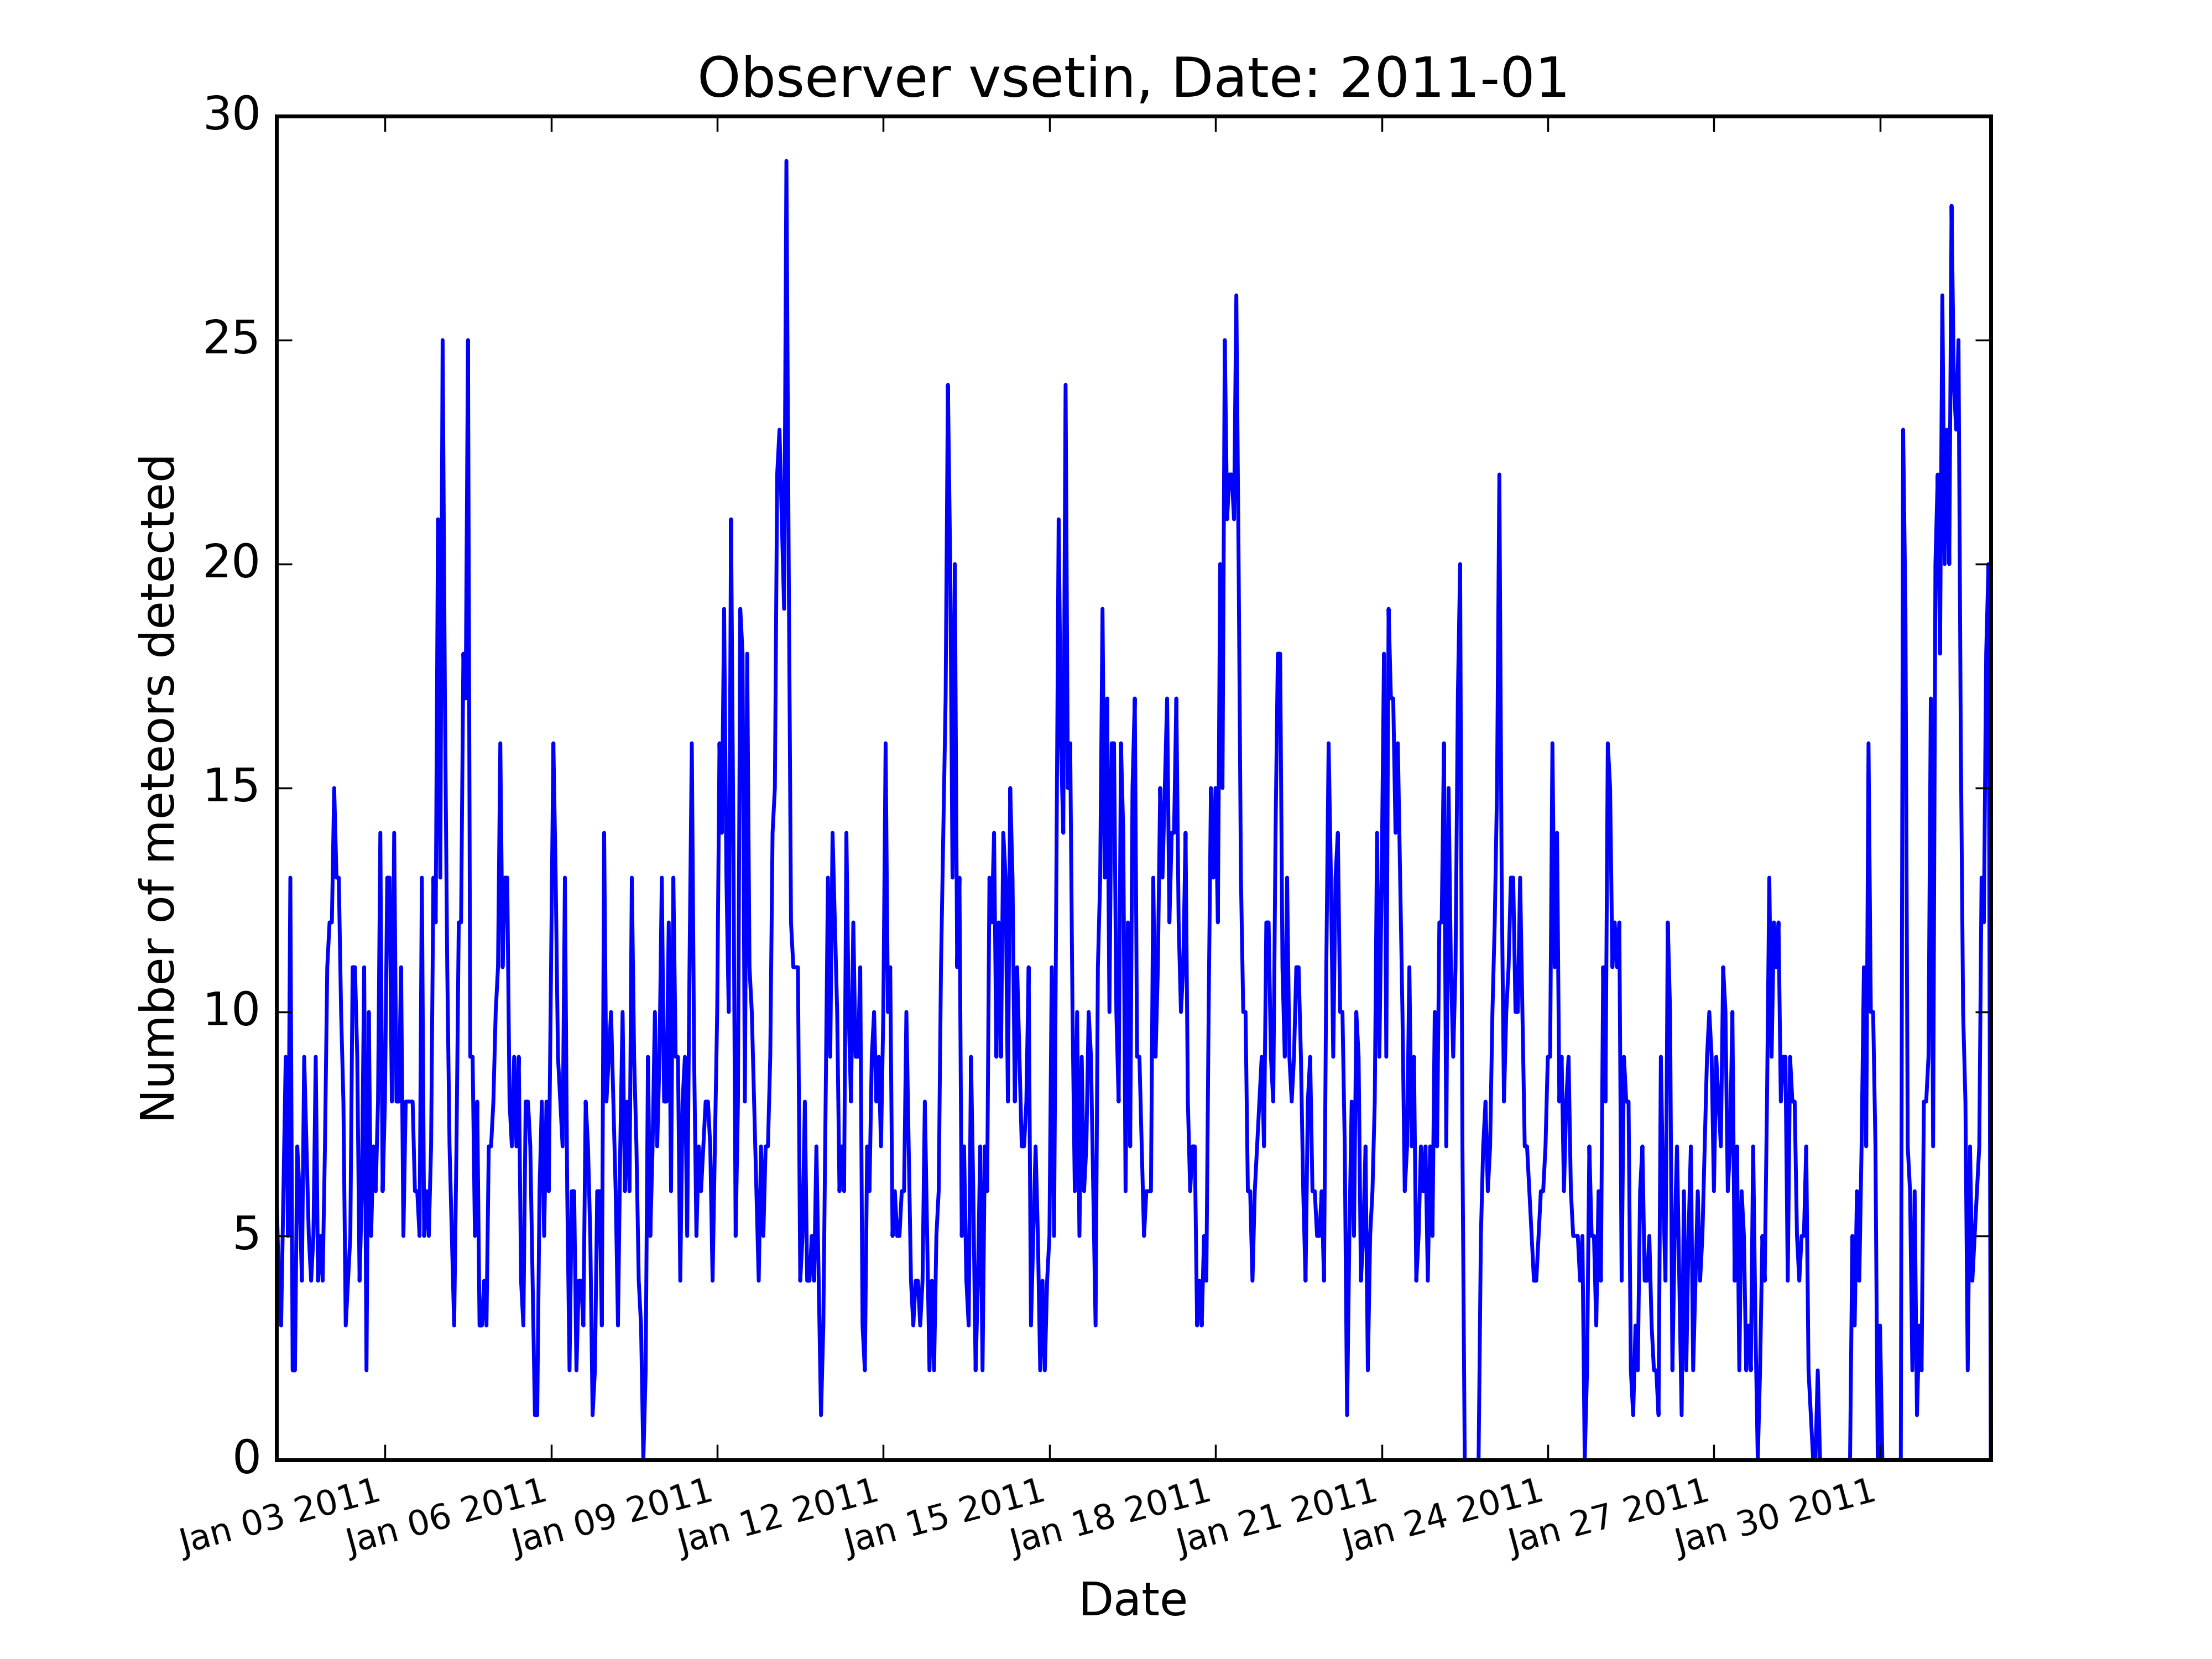 Observer vsetin, Date: 2011-01
Number of meteors detected
30
25
20
15
10
5
0
Jan 03 2011
Jan 06 2011
Jan 09 2011
Jan 12 2011
Jan 15 2011
Jan 18 2011
Jan 21 2011
Jan 24 2011
Jan 27 2011
Jan 30 2011
Date